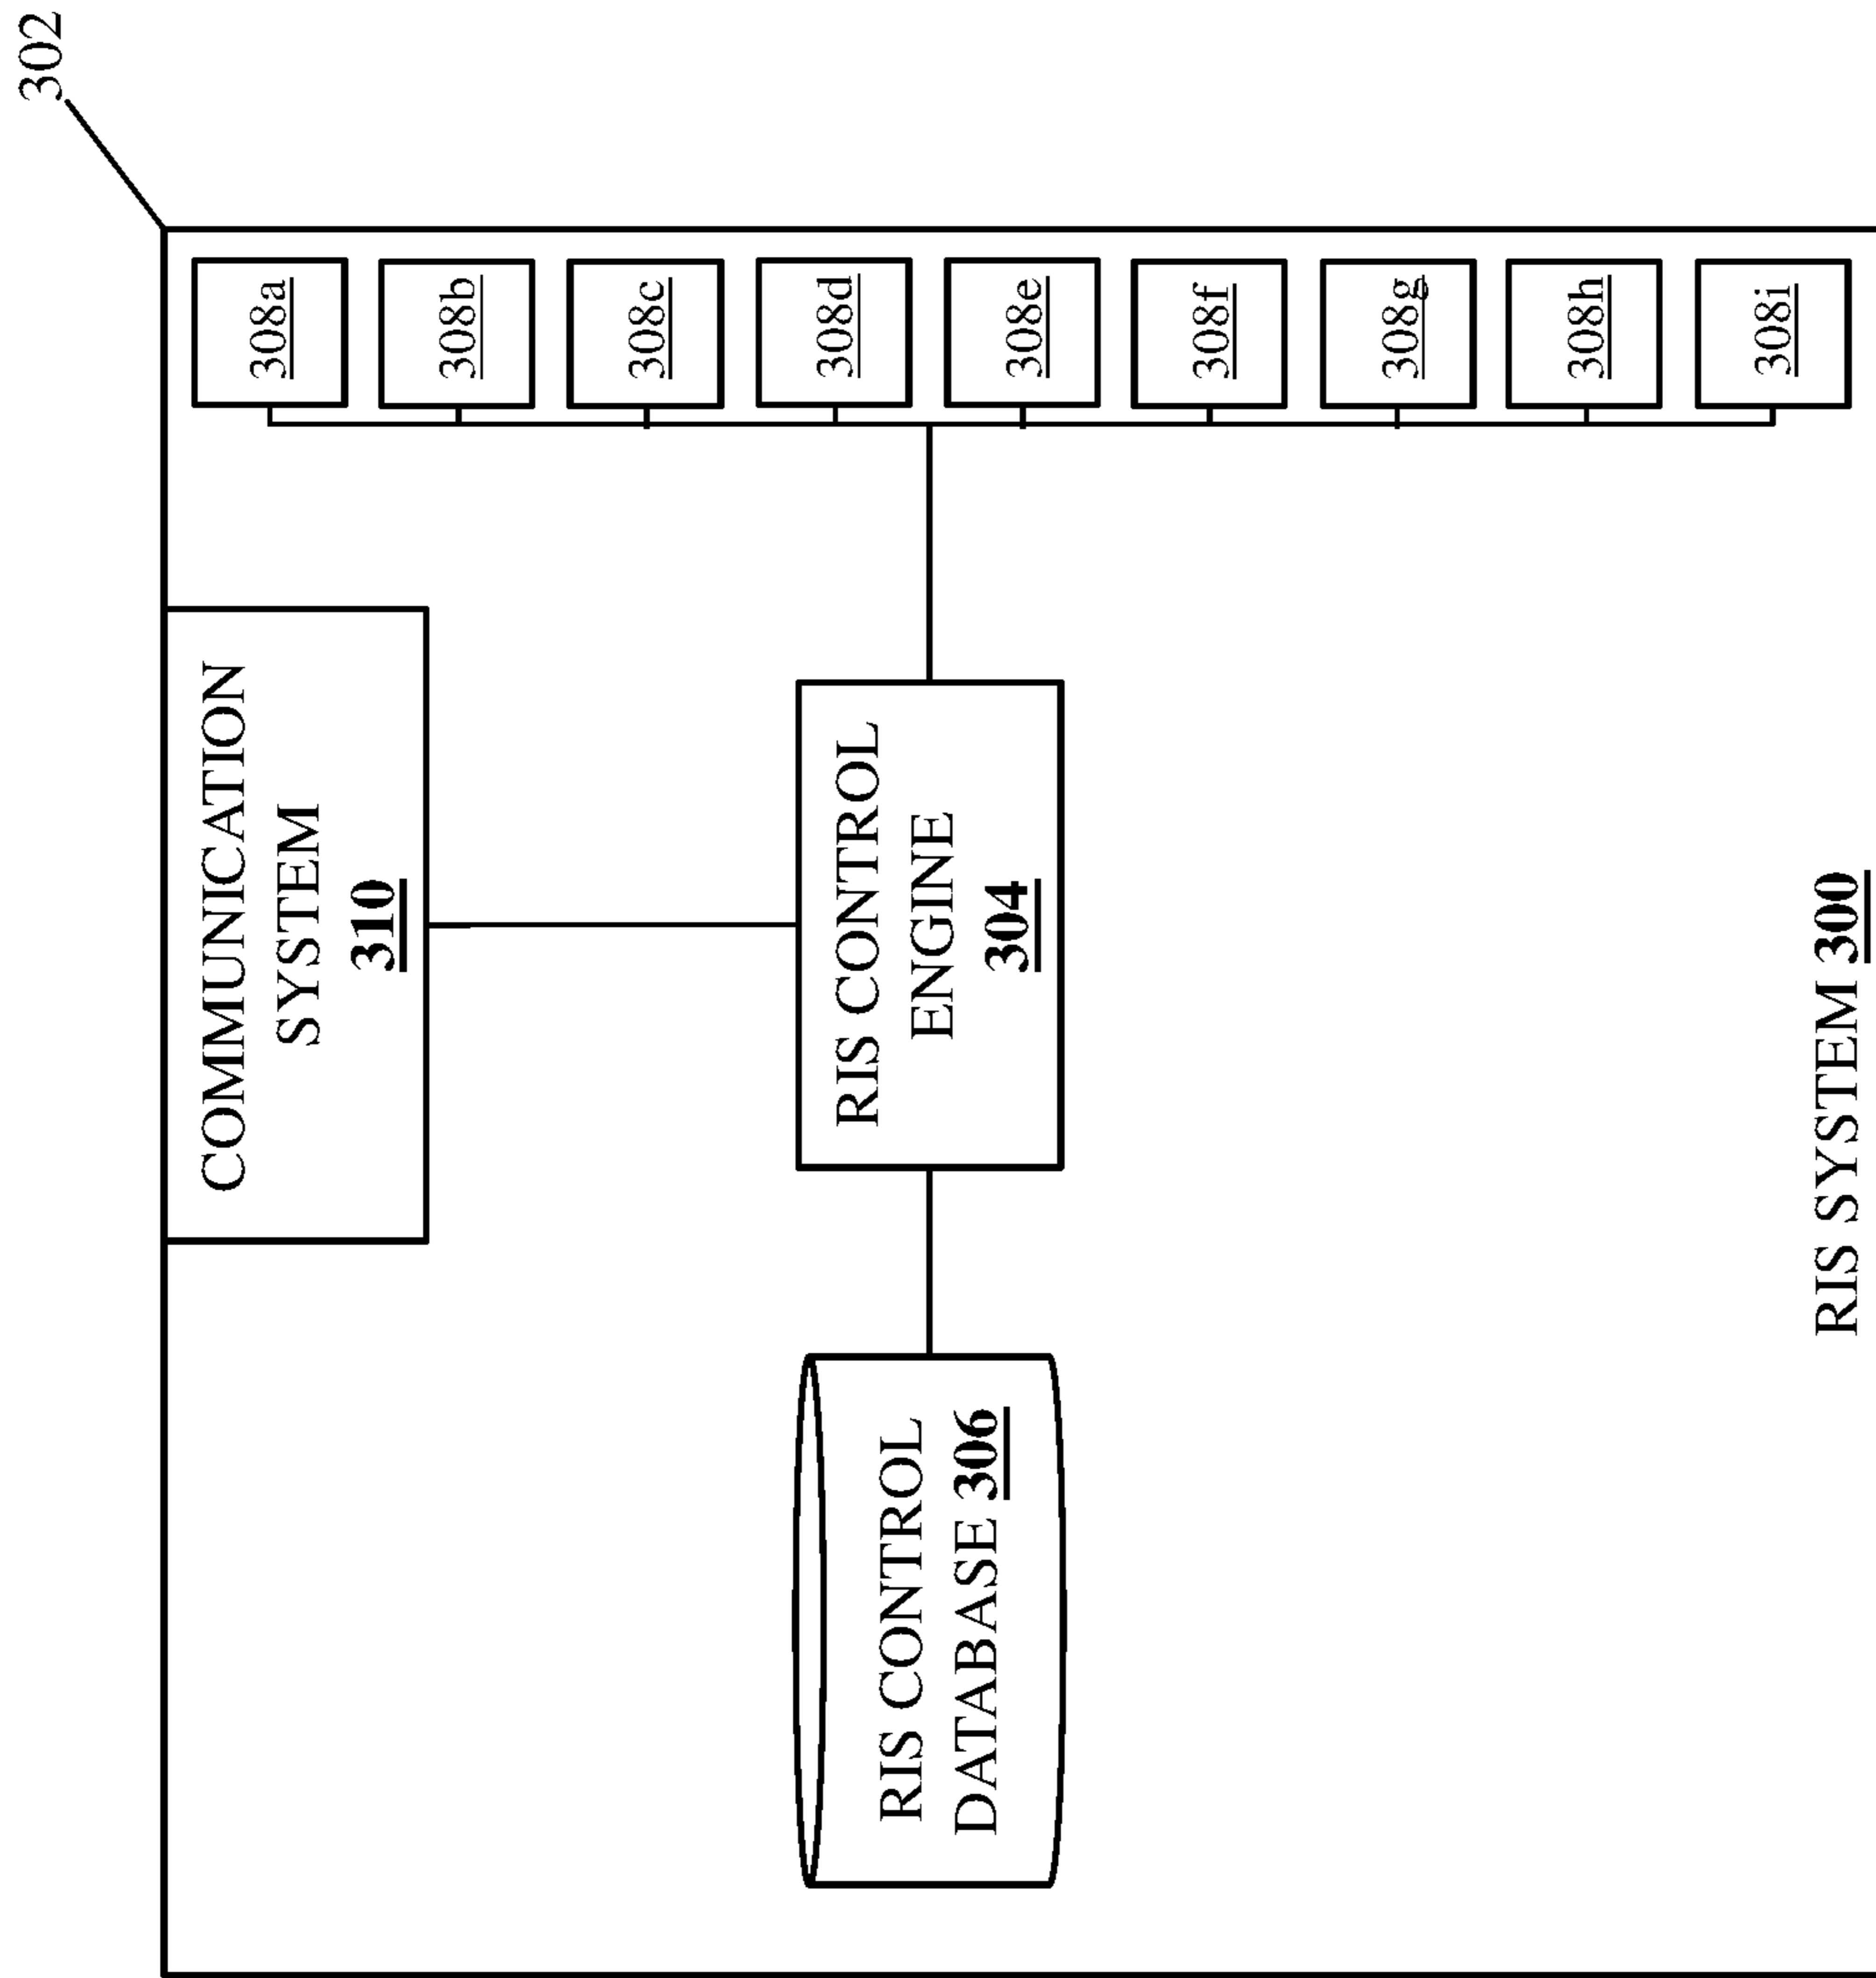 302
COMMUNICATION
SYSTEM
310
RIS CONTROL
ENGINE
304
RIS CONTROL
DATABASE 306
308a
308b
308c
308d
308e
308f
308g
308h
308i
RIS SYSTEM 300